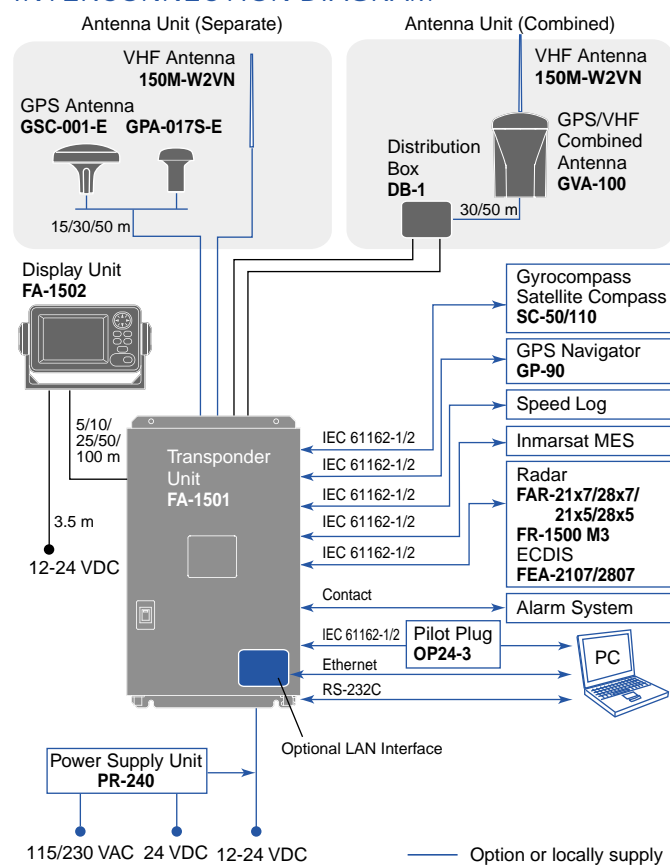 INTERCONNECTION DIAGRAM
Antenna Unit (Separate)
VHF Antenna
150M-W2VN
GPS Antenna
GSC-001-E GPA-017S-E
15/30/50 m
Antenna Unit (Combined)
VHF Antenna
150M-W2VN
GPS/VHF
Combined
Antenna
GVA-100
Distribution
Box
DB-1
30/50 m
Display Unit
FA-1502
5/10/
25/50/
100 m
3.5 m
12-24 VDC
Transponder
Unit
FA-1501
IEC 61162-1/2
IEC 61162-1/2
IEC 61162-1/2
IEC 61162-1/2
IEC 61162-1/2
Contact
IEC 61162-1/2
Ethernet
RS-232C
Gyrocompass
Satellite Compass
SC-50/110
GPS Navigator
GP-90
Speed Log
Inmarsat MES
Radar
FAR-21x7/28x7/
21x5/28x5
FR-1500 M3
ECDIS
FEA-2107/2807
Alarm System
Pilot Plug
OP24-3
PC
Optional LAN Interface
Power Supply Unit
PR-240
115/230 VAC 24 VDC 12-24 VDC
Option or locally supply